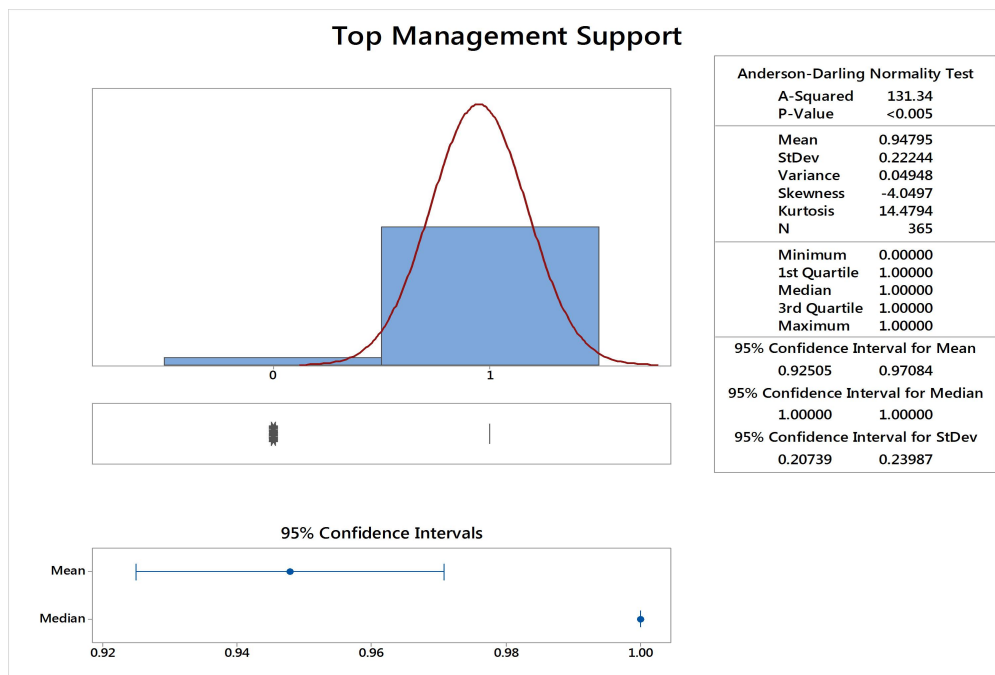 Top Management Support
0 1
95% Confidence Intervals
Mean
Median
0.92 0.94 0.96 0.98 1.00
Anderson-Darling Normality Test
A-Squared 131.34
P-Value <0.005
Mean 0.94795
StDev 0.22244
Variance 0.04948
Skewness -4.0497
Kurtosis 14.4794
N 365
Minimum 0.00000
1st Quartile 1.00000
Median 1.00000
3rd Quartile 1.00000
Maximum 1.00000
95% Confidence Interval for Mean
0.92505 0.97084
95% Confidence Interval for Median
1.00000 1.00000
95% Confidence Interval for StDev
0.20739 0.23987